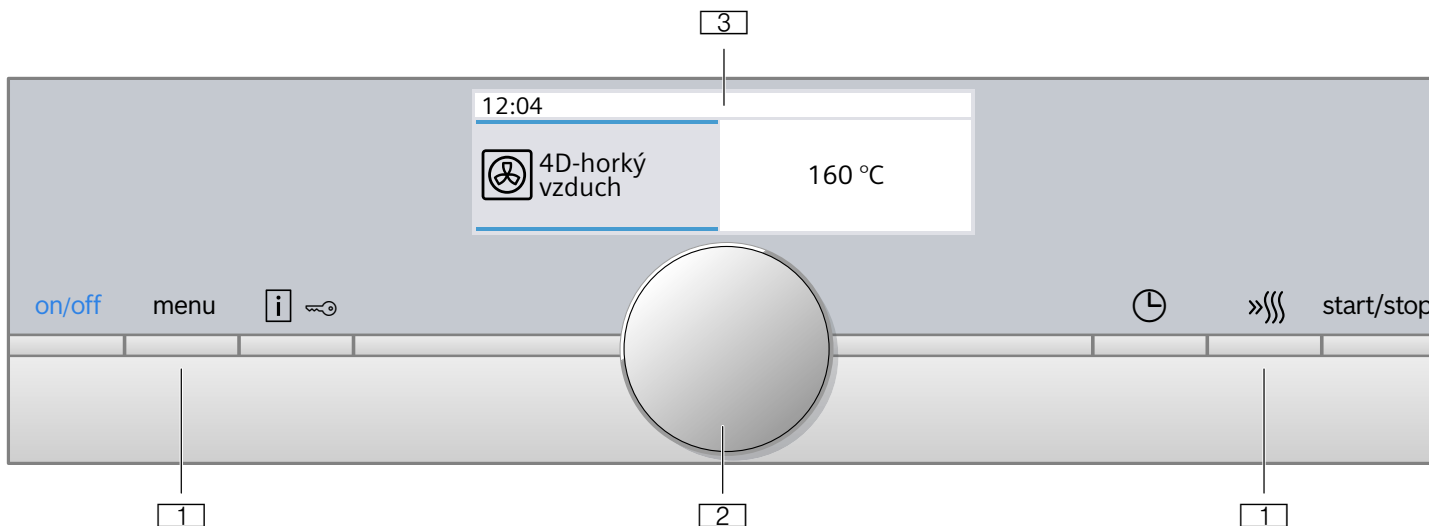 3
12:04
4D-horký
vzduch
160 °C
on/off menu i start/stop
1 2 1